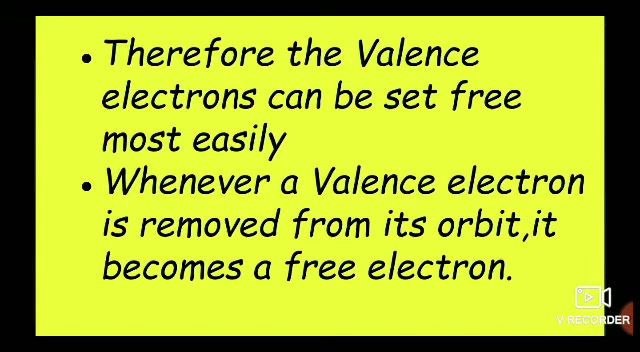 • Therefore the Valence
electrons can be set free
most easily
• Whenever a Valence electron
is removed from its orbit,it
becomes a free electron.
V RECORDER